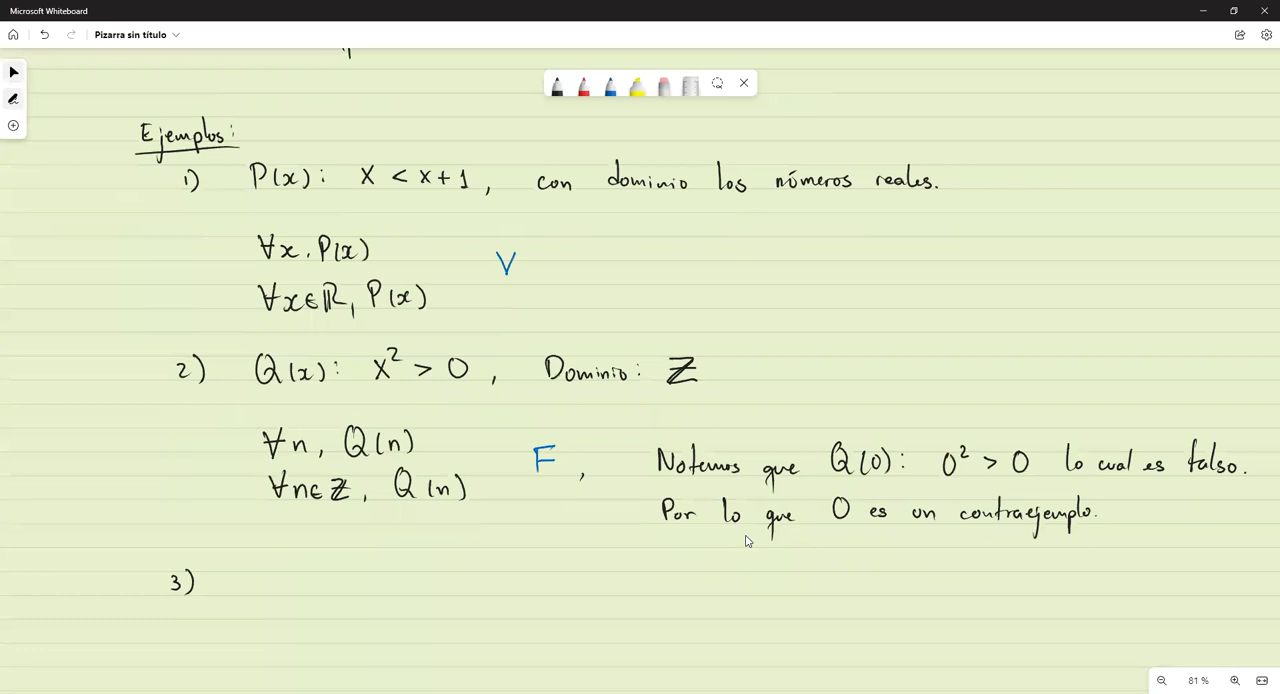 Microsoft Whiteboard
Pizarra sin título
Ejemplos:
1) P(x): x < x+1, con dominio los números reales.
∀x, P(x)
V
∀x∈ℝ, P(x)
2) Q(x): x² > 0, Dominio: ℤ
∀n, Q(n)
F, Notemos que Q(0): 0² > 0 lo cual es falso.
∀n∈ℤ, Q(n)
Por lo que 0 es un contraejemplo.
3)
81 %